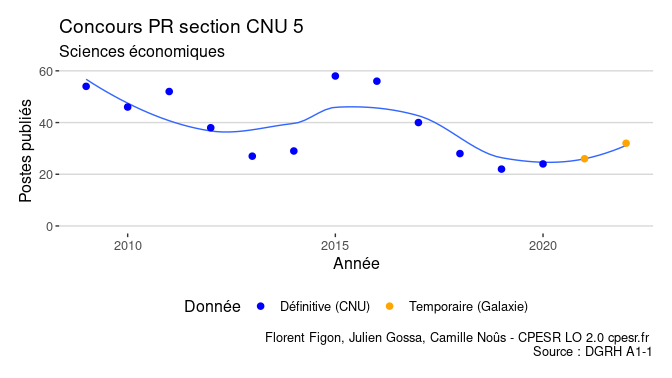 Concours PR section CNU 5
Sciences économiques
60
40
20
0
Postes publiés
2010 2015 2020
Année
Donnée Définitive (CNU) Temporaire (Galaxie)
Florent Figon, Julien Gossa, Camille Noûs - CPESR LO 2.0 cpesr.fr
Source : DGRH A1-1